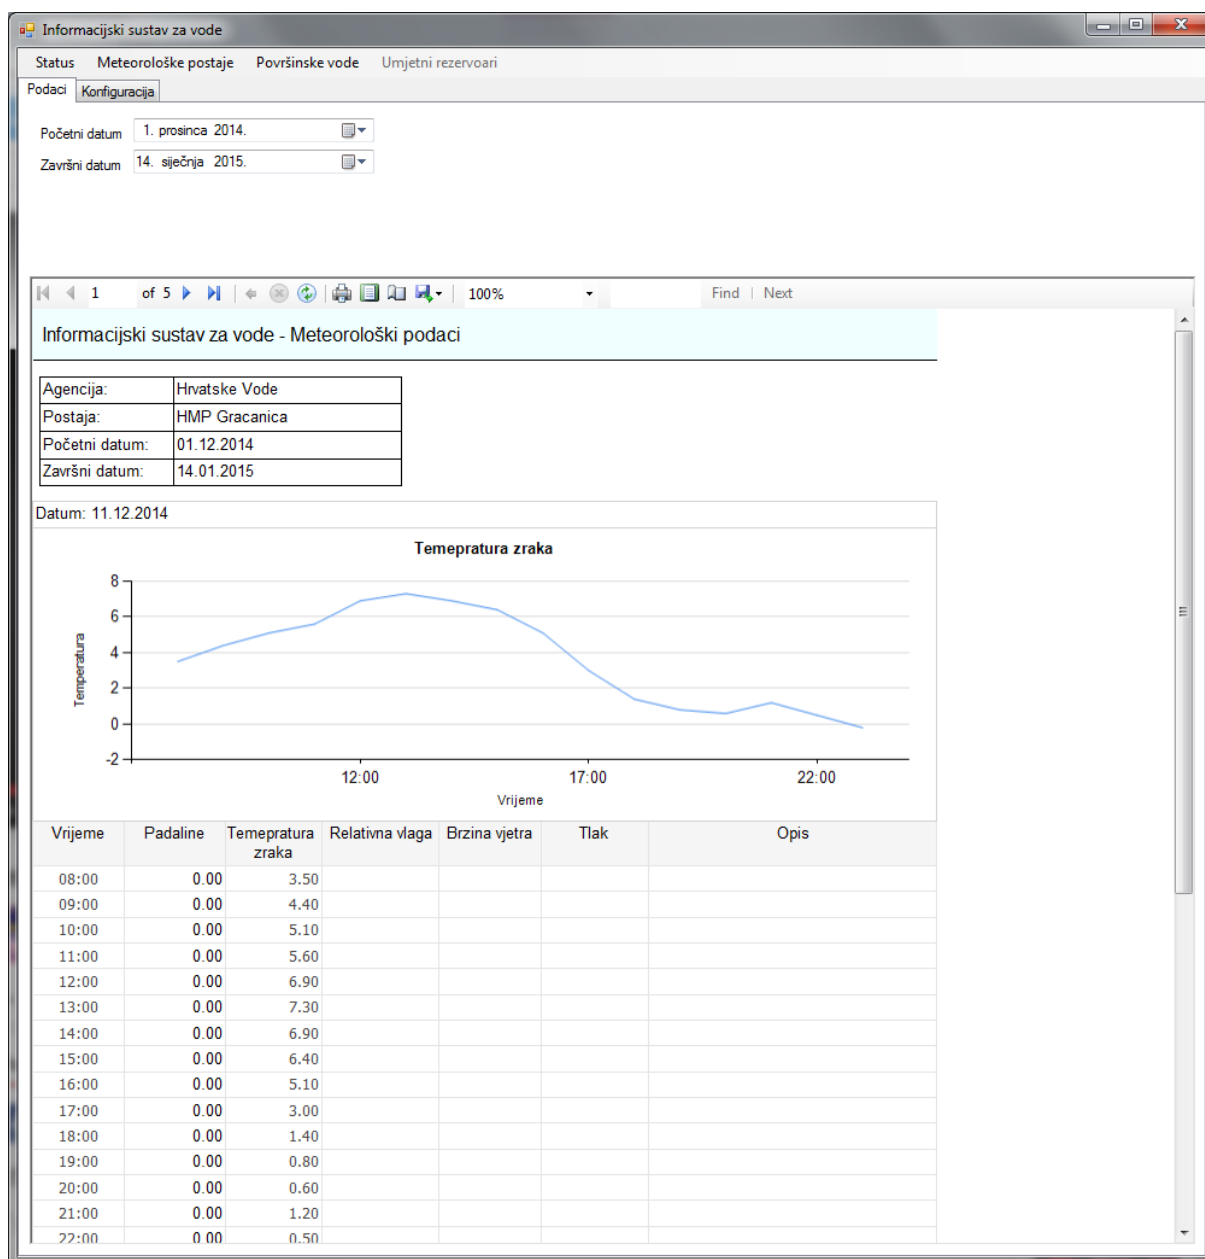 Informacijski sustav za vode
Status Meteorološke postaje Površinske vode Umjetni rezervoari
Podaci Konfiguracija
Početni datum 1. prosinca 2014.
Završni datum 14. siječnja 2015.
1 of 5 100% Find | Next
Informacijski sustav za vode - Meteorološki podaci
Agencija: Hrvatske Vode
Postaja: HMP Gracanica
Početni datum: 01.12.2014
Završni datum: 14.01.2015
Datum: 11.12.2014
Temepratura zraka
8
6
4
2
0
-2
Temperatura
12:00 17:00 22:00
Vrijeme
Vrijeme Padaline Temepratura zraka Relativna vlaga Brzina vjetra Tlak Opis
08:00 0.00 3.50
09:00 0.00 4.40
10:00 0.00 5.10
11:00 0.00 5.60
12:00 0.00 6.90
13:00 0.00 7.30
14:00 0.00 6.90
15:00 0.00 6.40
16:00 0.00 5.10
17:00 0.00 3.00
18:00 0.00 1.40
19:00 0.00 0.80
20:00 0.00 0.60
21:00 0.00 1.20
22:00 0.00 0.50